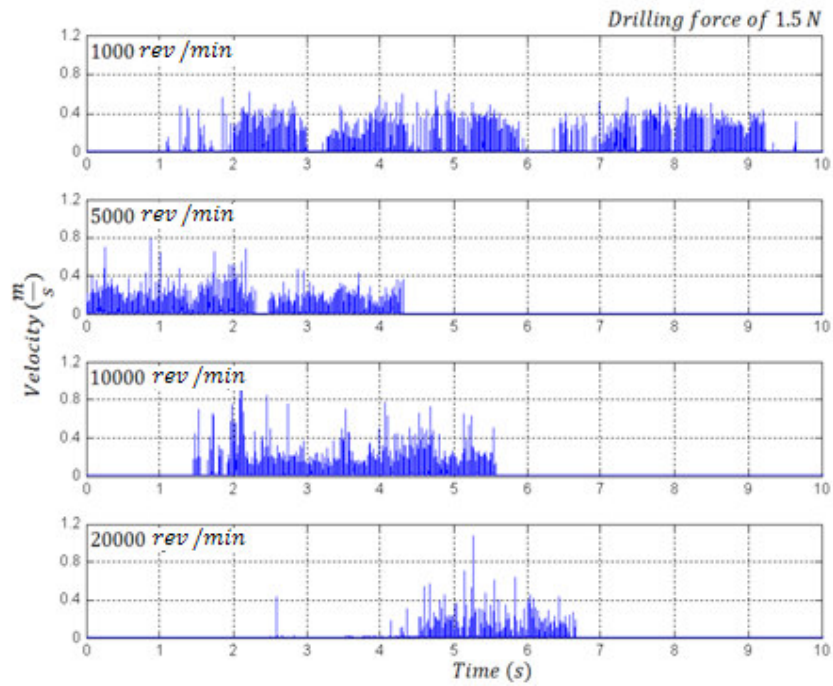 Drilling force of 1.5 N
1000 rev/min
1.2
0.8
0.4
0
0 1 2 3 4 5 6 7 8 9 10
5000 rev/min
1.2
0.8
0.4
0
0 1 2 3 4 5 6 7 8 9 10
Velocity (m/s)
10000 rev/min
1.2
0.8
0.4
0
0 1 2 3 4 5 6 7 8 9 10
20000 rev/min
1.2
0.8
0.4
0
0 1 2 3 4 5 6 7 8 9 10
Time (s)